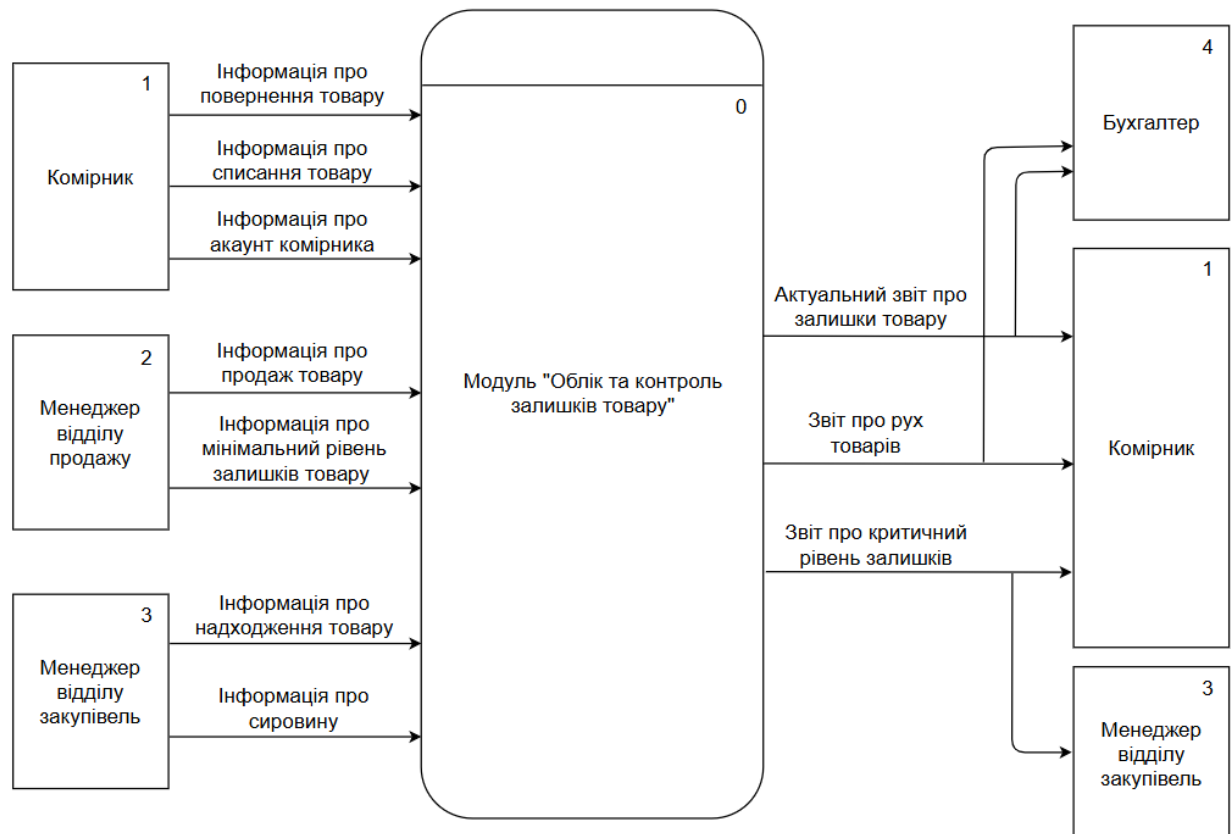 1
Комірник
Інформація про
повернення товару
Інформація про
списання товару
Інформація про
акаунт комірника
2
Менеджер
відділу
продажу
Інформація про
продаж товару
Інформація про
мінімальний рівень
залишків товару
3
Менеджер
відділу
закупівель
Інформація про
надходження товару
Інформація про
сировину
0
Модуль "Облік та контроль
залишків товару"
Актуальний звіт про
залишки товару
Звіт про рух
товарів
Звіт про критичний
рівень залишків
4
Бухгалтер
1
Комірник
3
Менеджер
відділу
закупівель